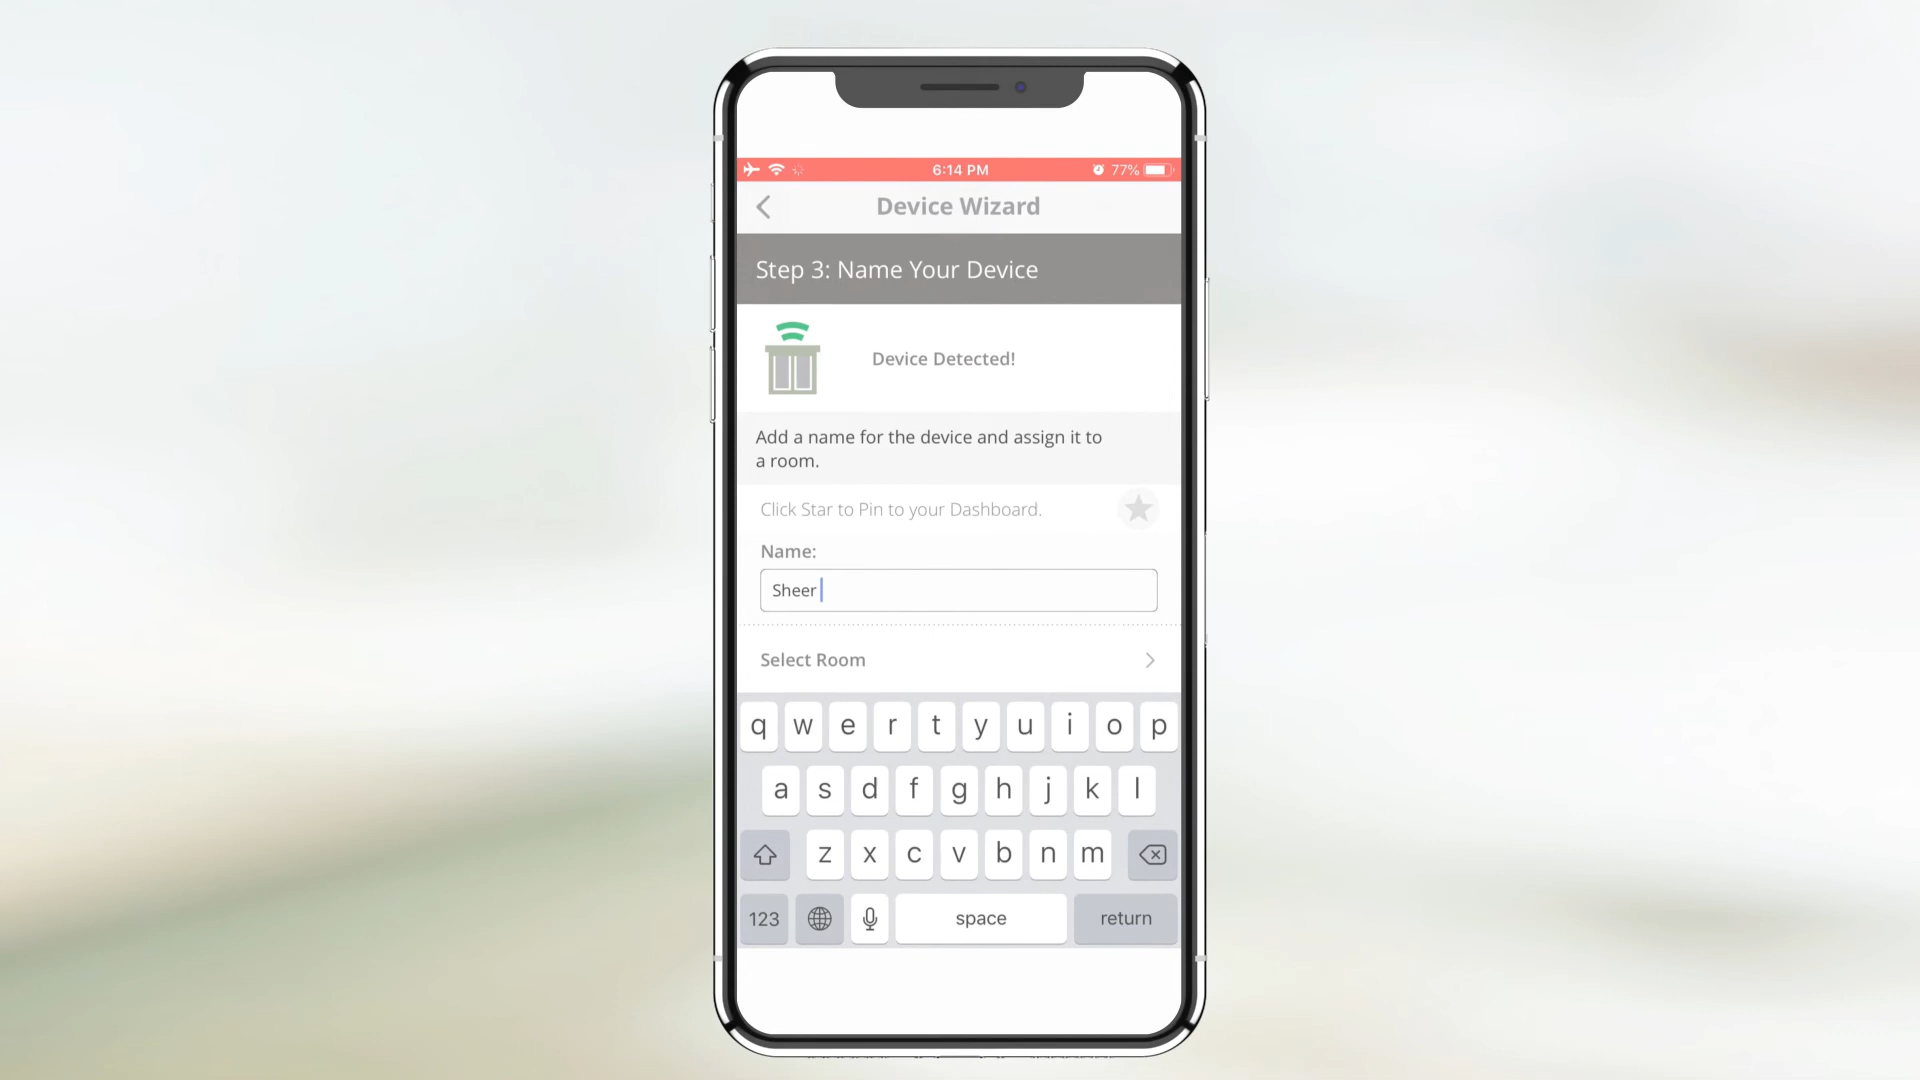 6:14 PM
77%
Device Wizard
Step 3: Name Your Device
Device Detected!
Add a name for the device and assign it to
a room.
Click Star to Pin to your Dashboard.
Name:
Sheer
Select Room
q w e r t y u i o p
a s d f g h j k l
z x c v b n m
123 space return